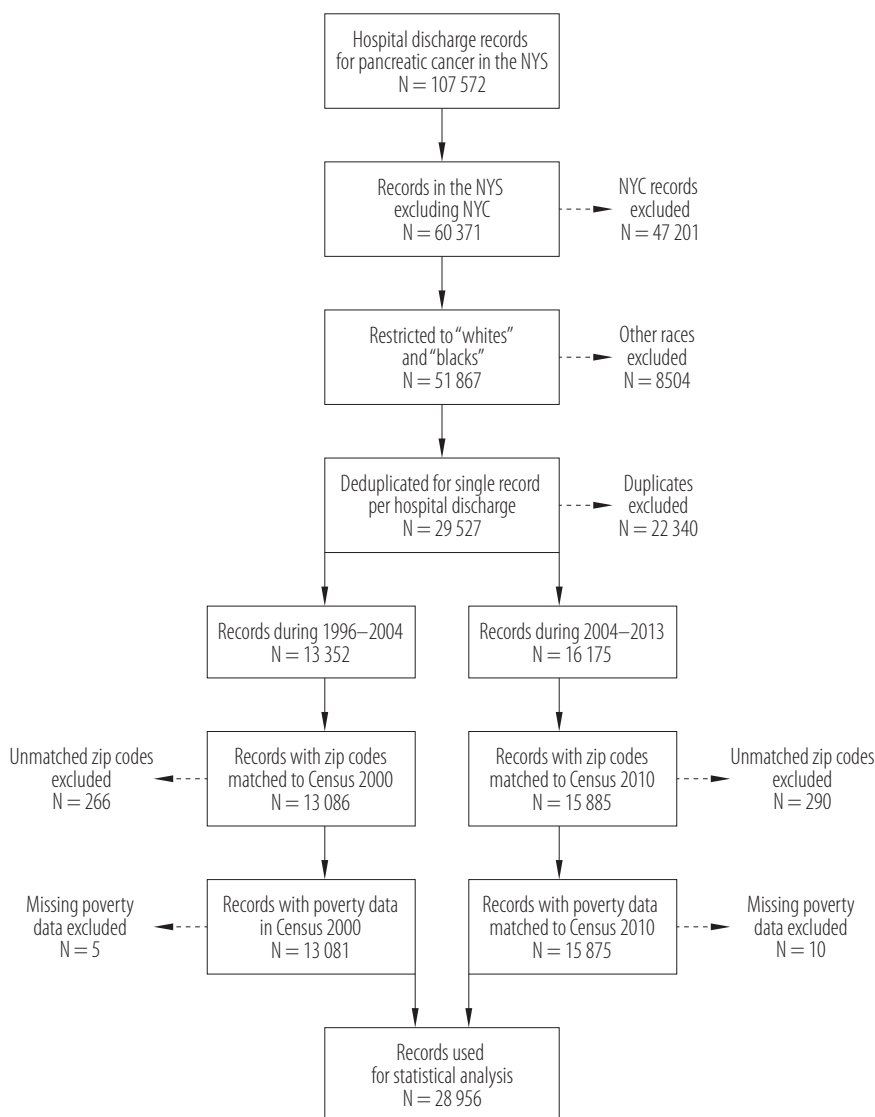 Hospital discharge records
for pancreatic cancer in the NYS
N = 107 572
Records in the NYS
excluding NYC
N = 60 371
NYC records
excluded
N = 47 201
Restricted to “whites”
and “blacks”
N = 51 867
Other races
excluded
N = 8504
Deduplicated for single record
per hospital discharge
N = 29 527
Duplicates
excluded
N = 22 340
Records during 1996–2004
N = 13 352
Records during 2004–2013
N = 16 175
Unmatched zip codes
excluded
N = 266
Records with zip codes
matched to Census 2000
N = 13 086
Records with zip codes
matched to Census 2010
N = 15 885
Unmatched zip codes
excluded
N = 290
Missing poverty
data excluded
N = 5
Records with poverty data
in Census 2000
N = 13 081
Records with poverty data
matched to Census 2010
N = 15 875
Missing poverty
data excluded
N = 10
Records used
for statistical analysis
N = 28 956